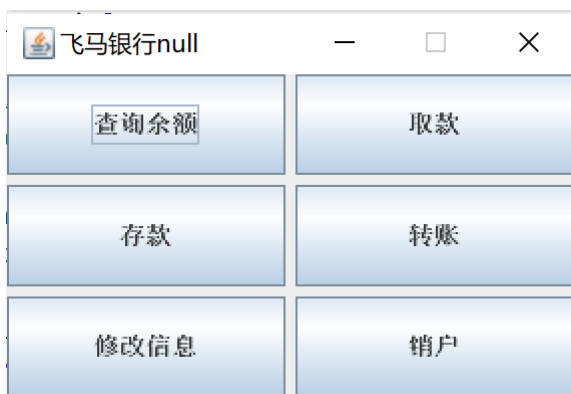 飞马银行null
查询余额
取款
存款
转账
修改信息
销户